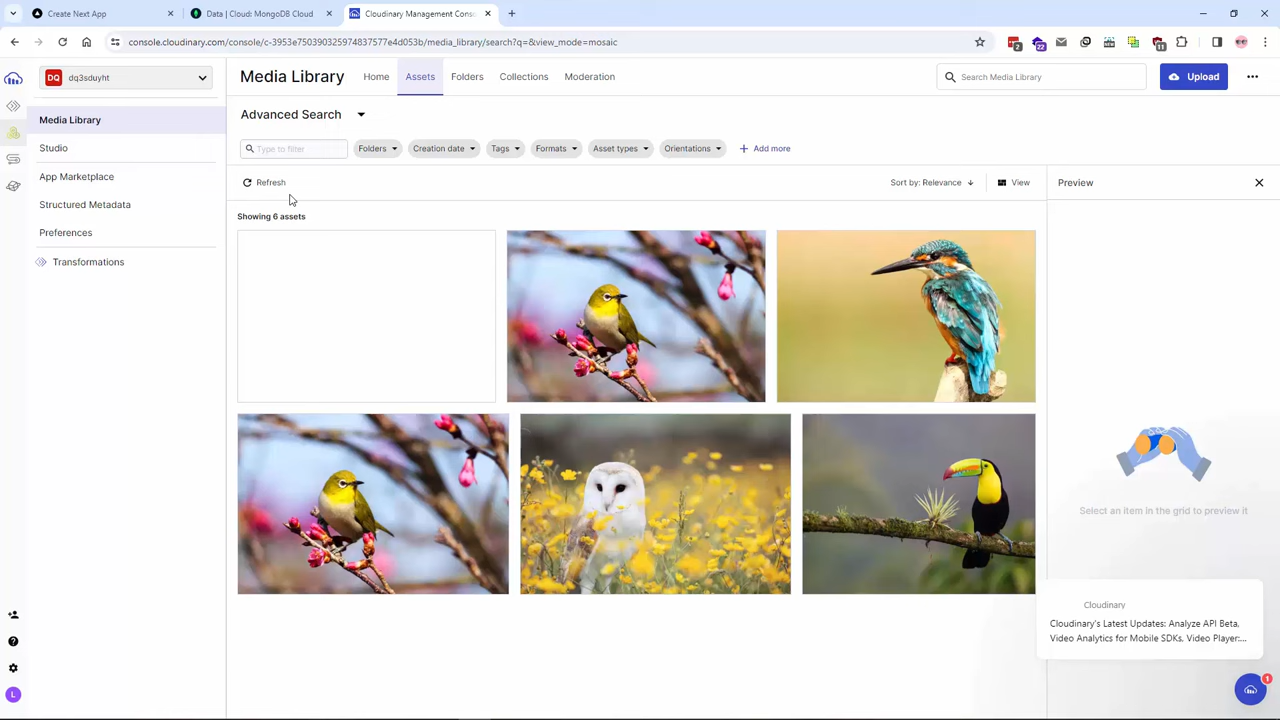 Create Next App
Data | Cloud: MongoDB Cloud
Cloudinary Management Conso
console.cloudinary.com/console/c-3953e750390325974837577e4d053b/media_library/search?q=&view_mode=mosaic
2
22
11
DQ
dq3sduyht
Media Library
Home
Assets
Folders
Collections
Moderation
Search Media Library
Upload
Media Library
Studio
App Marketplace
Structured Metadata
Preferences
Transformations
Advanced Search
Type to filter
Folders
Creation date
Tags
Formats
Asset types
Orientations
Add more
Refresh
Sort by: Relevance
View
Preview
Showing 6 assets
Select an item in the grid to preview it
Cloudinary
Cloudinary's Latest Updates: Analyze API Beta,
Video Analytics for Mobile SDKs, Video Player:...
1
L